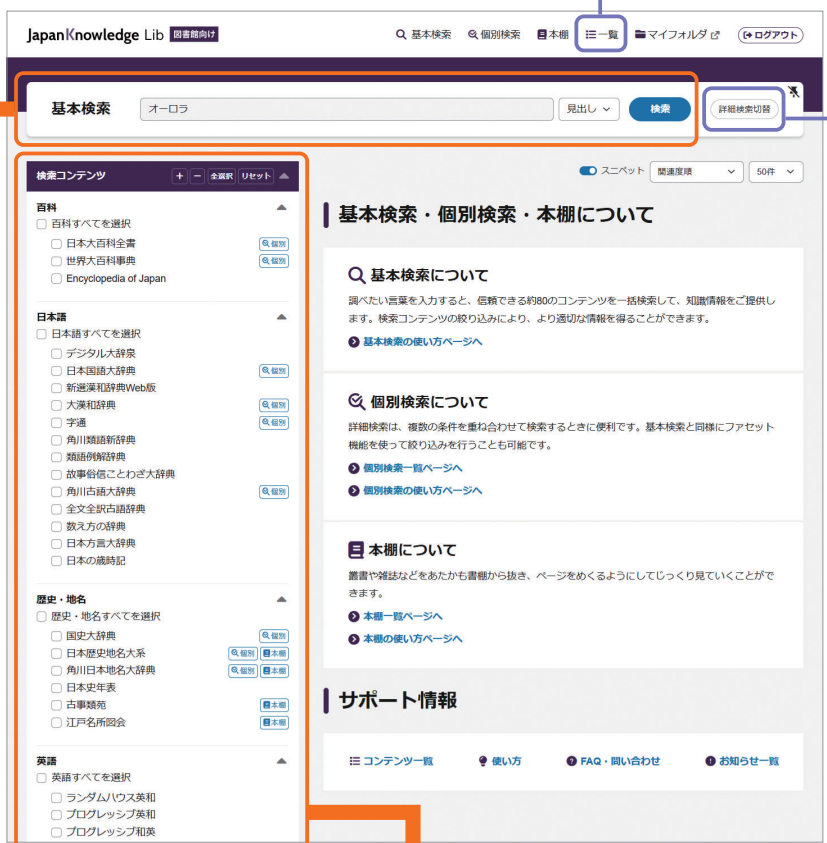 JapanKnowledge Lib 図書館向け
基本検索 個別検索 本棚 一覧 マイフォルダ ログアウト
基本検索 オーロラ 見出し 検索 詳細検索切替
検索コンテンツ + − 全選択 リセット
スニペット 関連度順 50件
百科
百科すべてを選択
日本大百科全書 個別
世界大百科事典 個別
Encyclopedia of Japan
日本語
日本語すべてを選択
デジタル大辞泉
日本国語大辞典 個別
新選漢和辞典Web版
大漢和辞典 個別
字通 個別
角川類語新辞典
類語例解辞典
故事俗信ことわざ大辞典
角川古語大辞典 個別
全文全訳古語辞典
数え方の辞典
日本方言大辞典
日本の歳時記
歴史・地名
歴史・地名すべてを選択
国史大辞典 個別
日本歴史地名大系 個別 本棚
角川日本地名大辞典 個別 本棚
日本史年表
古事類苑 本棚
江戸名所図会 本棚
英語
英語すべてを選択
ランダムハウス英和
プログレッシブ英和
プログレッシブ和英
基本検索・個別検索・本棚について
基本検索について
調べたい言葉を入力すると、信頼できる約80のコンテンツを一括検索して、知識情報をご提供し
ます。検索コンテンツの絞り込みにより、より適切な情報を得ることができます。
基本検索の使い方ページへ
個別検索について
詳細検索は、複数の条件を重ね合わせて検索するときに便利です。基本検索と同様にファセット
機能を使って絞り込みを行うことも可能です。
個別検索一覧ページへ
個別検索の使い方ページへ
本棚について
叢書や雑誌などをあたかも書棚から抜き、ページをめくるようにしてじっくり見ていくことがで
きます。
本棚一覧ページへ
本棚の使い方ページへ
サポート情報
コンテンツ一覧 使い方 FAQ・問い合わせ お知らせ一覧